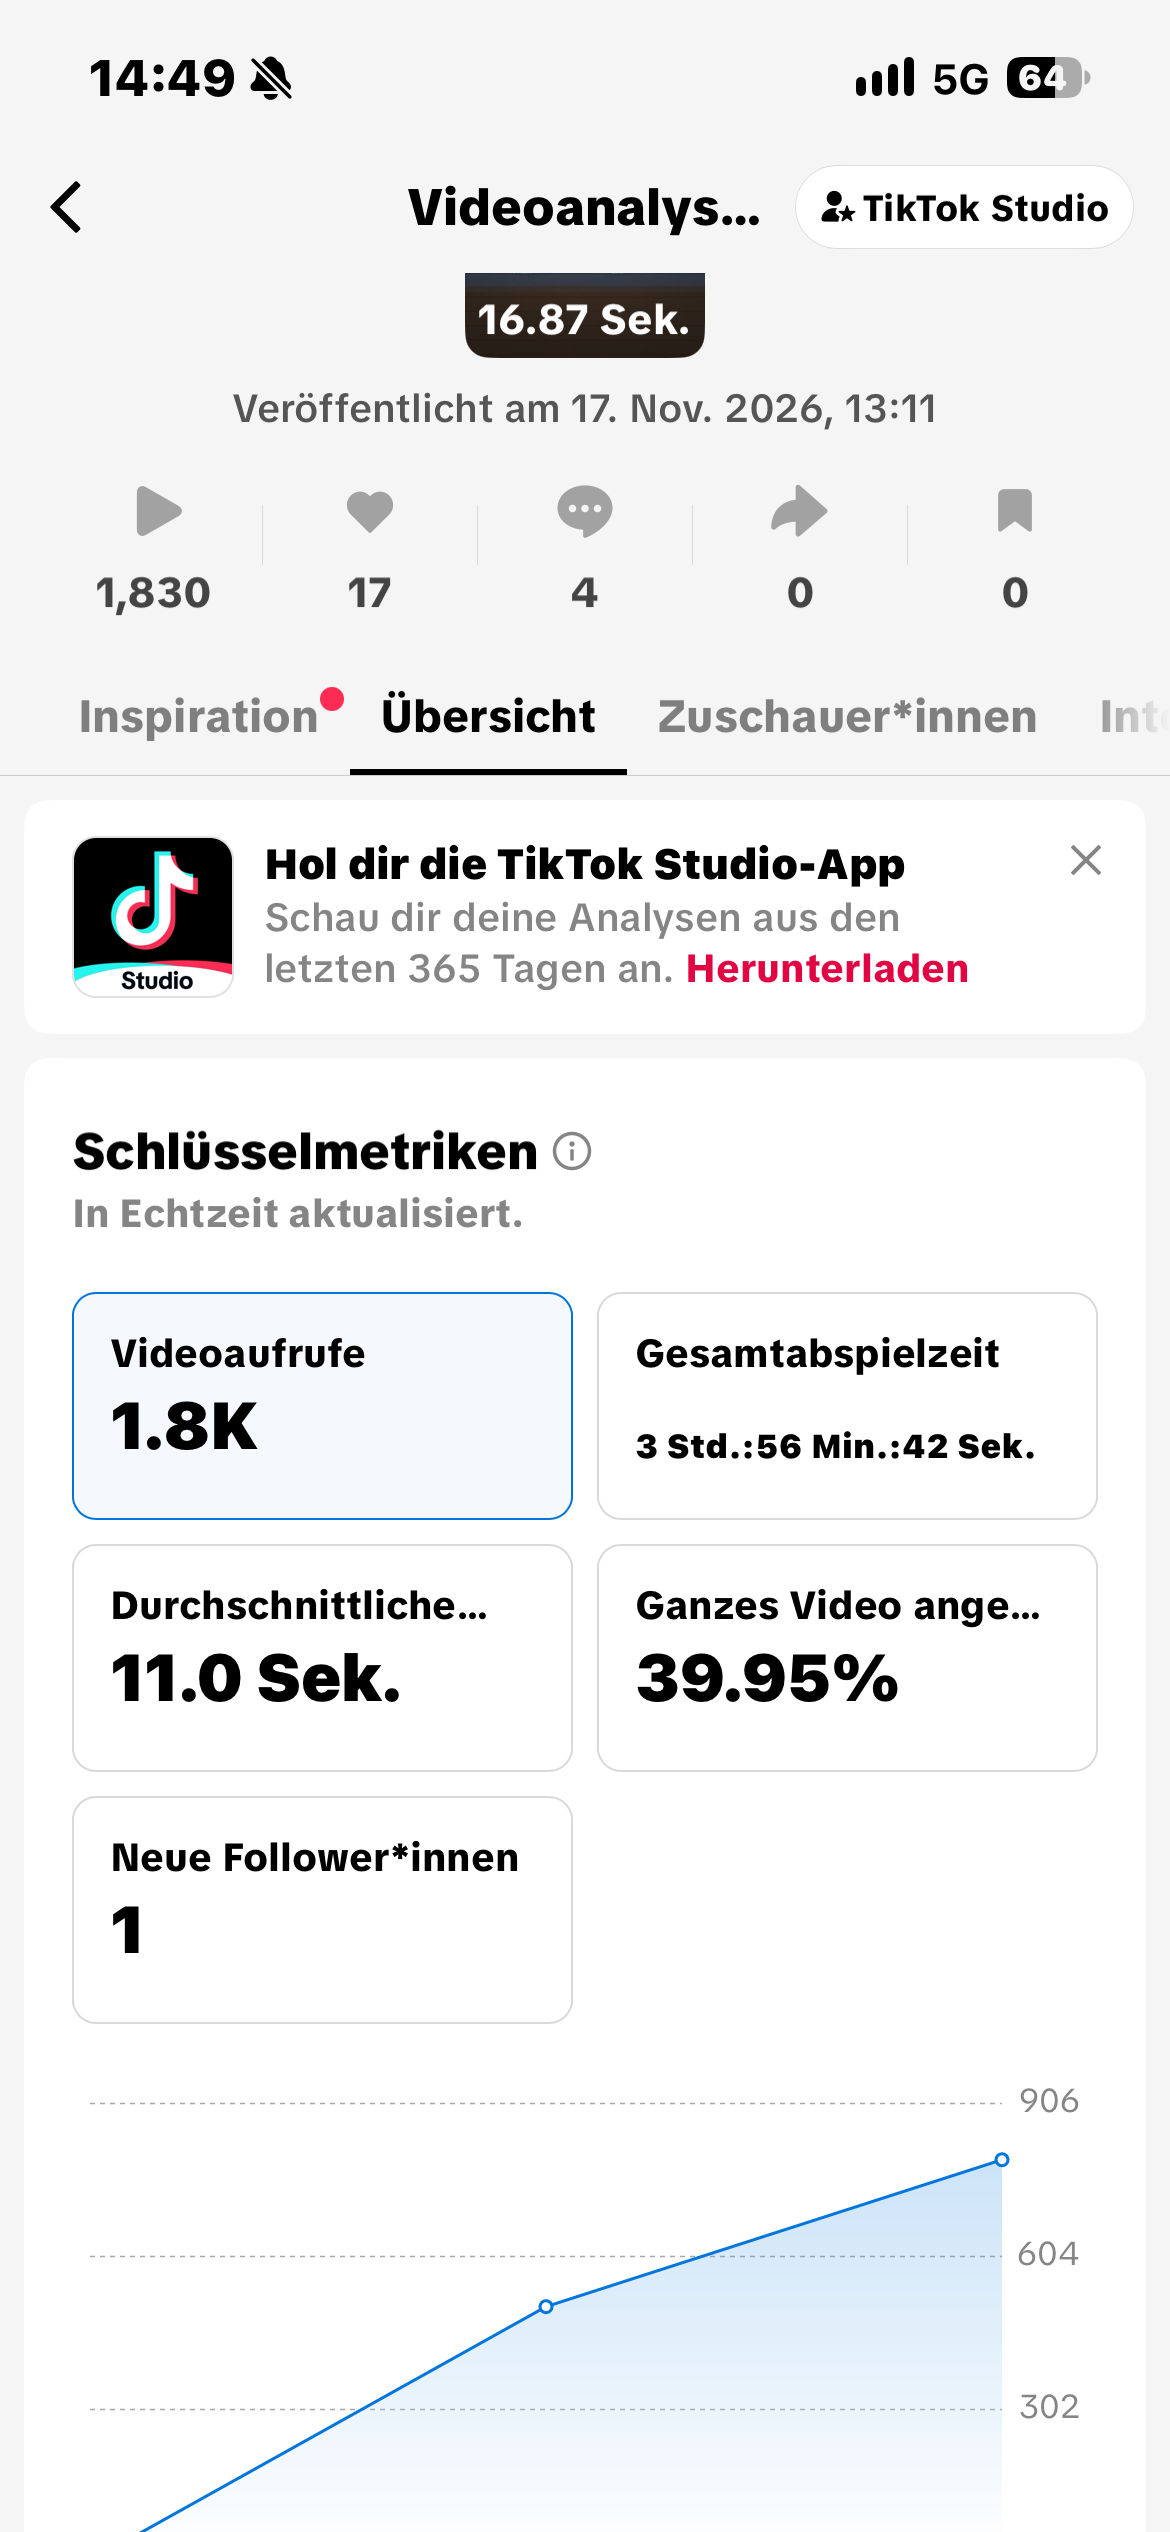 14:49
5G 64
Videoanalys...
TikTok Studio
16.87 Sek.
Veröffentlicht am 17. Nov. 2026, 13:11
1,830 17 4 0 0
Inspiration Übersicht Zuschauer*innen Int
Hol dir die TikTok Studio-App
Schau dir deine Analysen aus den
letzten 365 Tagen an. Herunterladen
Studio
Schlüsselmetriken
In Echtzeit aktualisiert.
Videoaufrufe
1.8K
Gesamtabspielzeit
3 Std.:56 Min.:42 Sek.
Durchschnittliche...
11.0 Sek.
Ganzes Video ange...
39.95%
Neue Follower*innen
1
906
604
302